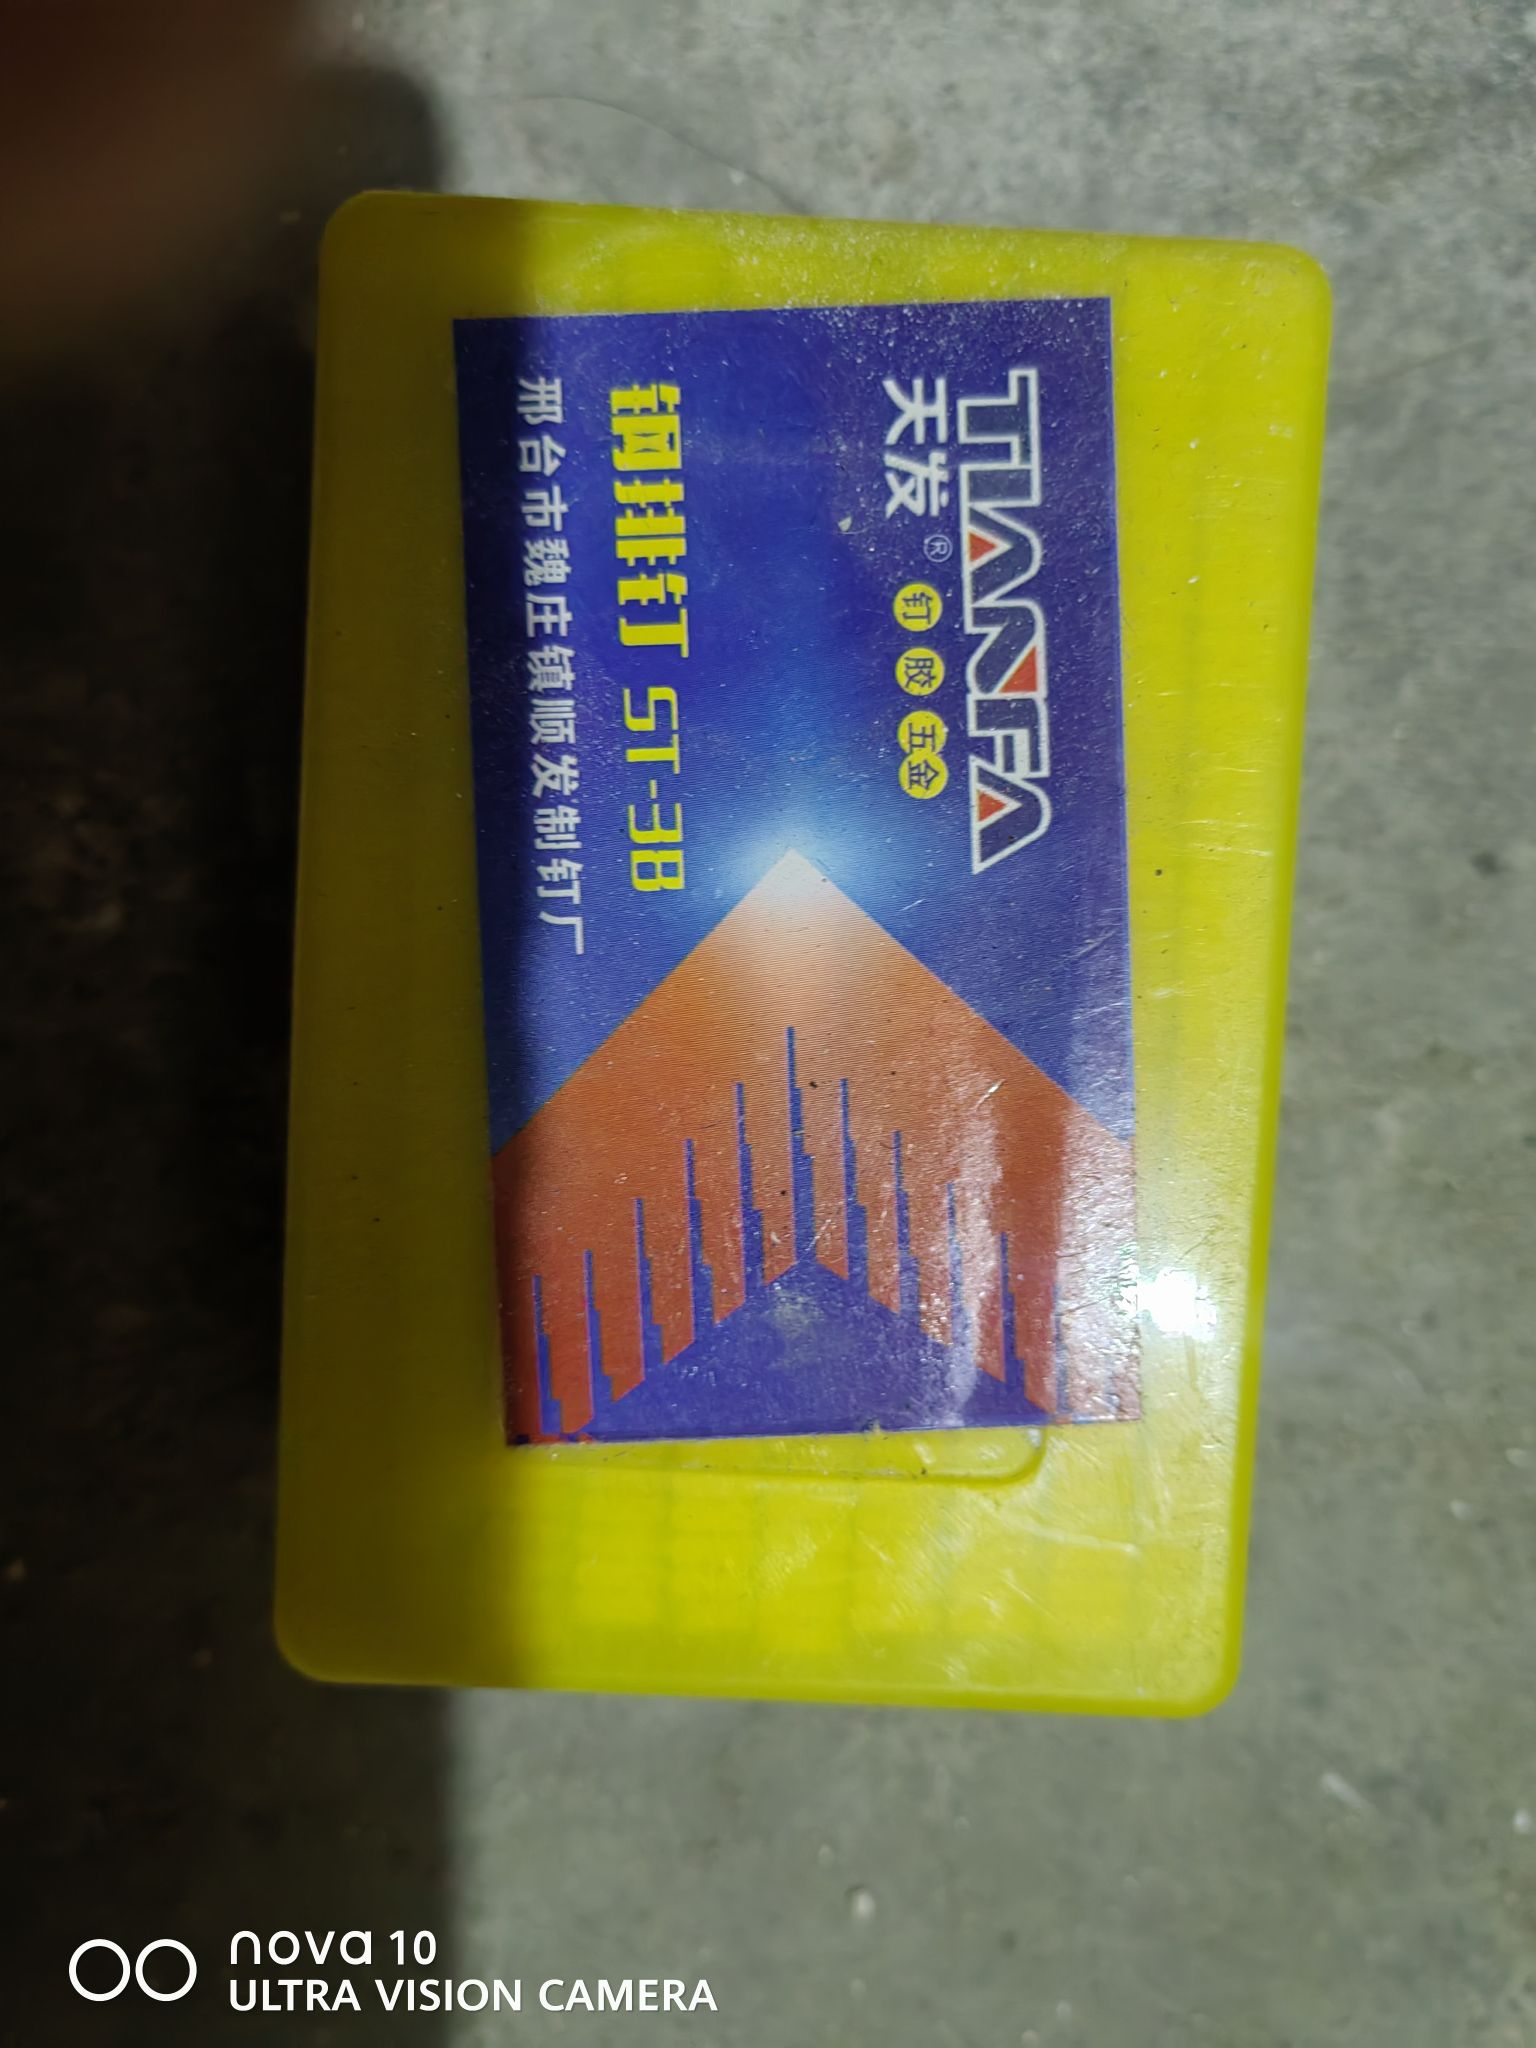 TIANFA
天发® 钉 胶 五金
钢排钉 ST-38
邢台市魏庄镇顺发制钉厂
nova 10
ULTRA VISION CAMERA